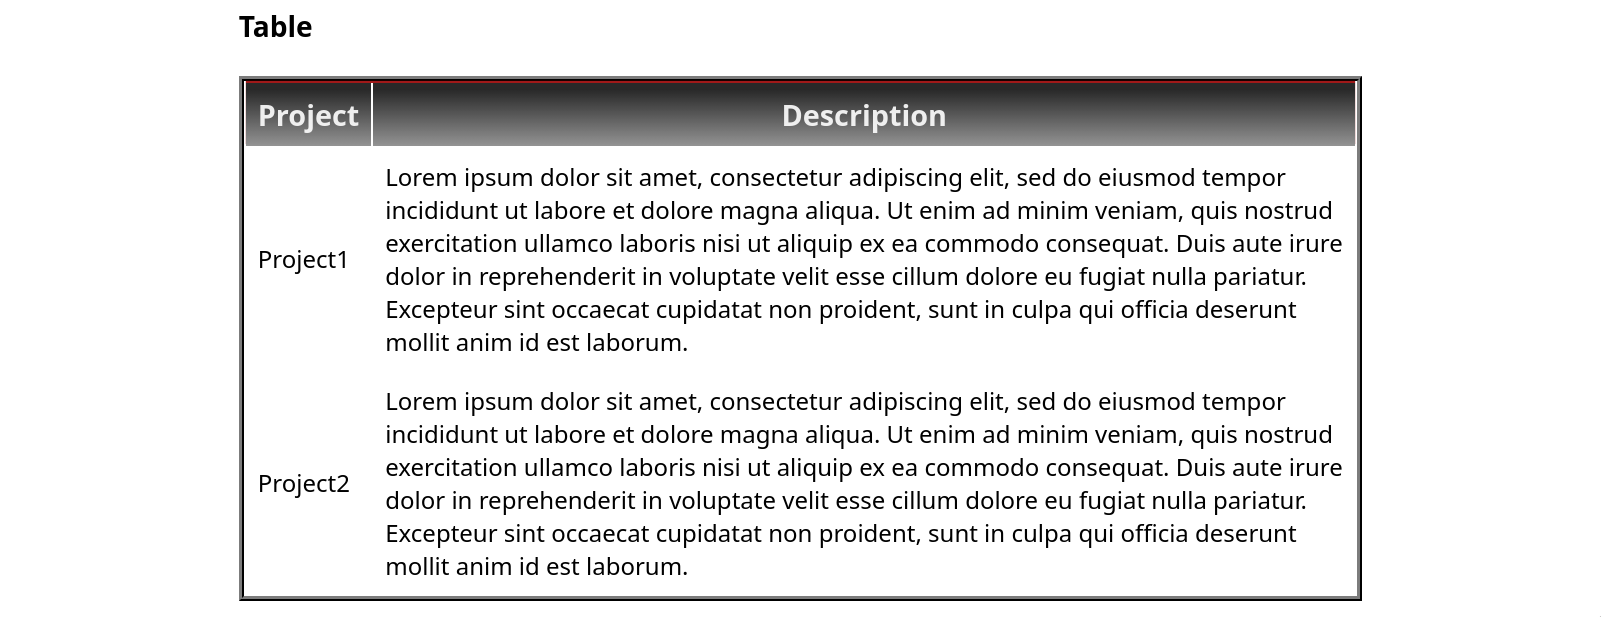 Table
Project Description
Lorem ipsum dolor sit amet, consectetur adipiscing elit, sed do eiusmod tempor
incididunt ut labore et dolore magna aliqua. Ut enim ad minim veniam, quis nostrud
exercitation ullamco laboris nisi ut aliquip ex ea commodo consequat. Duis aute irure
Project1
dolor in reprehenderit in voluptate velit esse cillum dolore eu fugiat nulla pariatur.
Excepteur sint occaecat cupidatat non proident, sunt in culpa qui officia deserunt
mollit anim id est laborum.
Lorem ipsum dolor sit amet, consectetur adipiscing elit, sed do eiusmod tempor
incididunt ut labore et dolore magna aliqua. Ut enim ad minim veniam, quis nostrud
exercitation ullamco laboris nisi ut aliquip ex ea commodo consequat. Duis aute irure
Project2
dolor in reprehenderit in voluptate velit esse cillum dolore eu fugiat nulla pariatur.
Excepteur sint occaecat cupidatat non proident, sunt in culpa qui officia deserunt
mollit anim id est laborum.